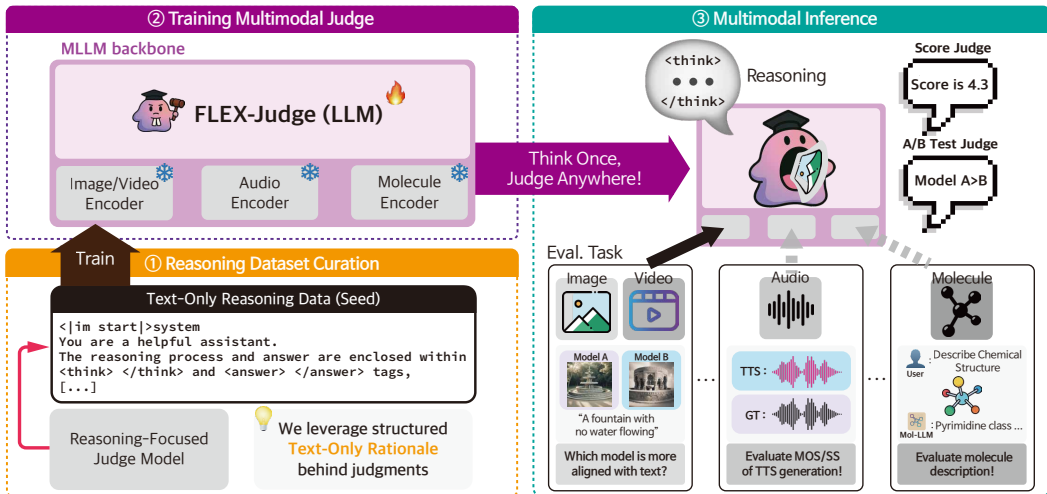 ② Training Multimodal Judge
MLLM backbone
FLEX-Judge (LLM)
Image/Video
Encoder
Audio
Encoder
Molecule
Encoder
Train
① Reasoning Dataset Curation
Text-Only Reasoning Data (Seed)
<|im start|>system
You are a helpful assistant.
The reasoning process and answer are enclosed within
<think> </think> and <answer> </answer> tags,
[...]
Reasoning-Focused
Judge Model
We leverage structured
Text-Only Rationale
behind judgments
Think Once,
Judge Anywhere!
③ Multimodal Inference
<think>
</think>
Reasoning
Score Judge
Score is 4.3
A/B Test Judge
Model A>B
Eval. Task
Image
Video
Model A
Model B
"A fountain with
no water flowing"
Which model is more
aligned with text?
...
Audio
TTS :
GT :
Evaluate MOS/SS
of TTS generation!
...
Molecule
User
: Describe Chemical
Structure
Mol-LLM
: Pyrimidine class ...
Evaluate molecule
description!